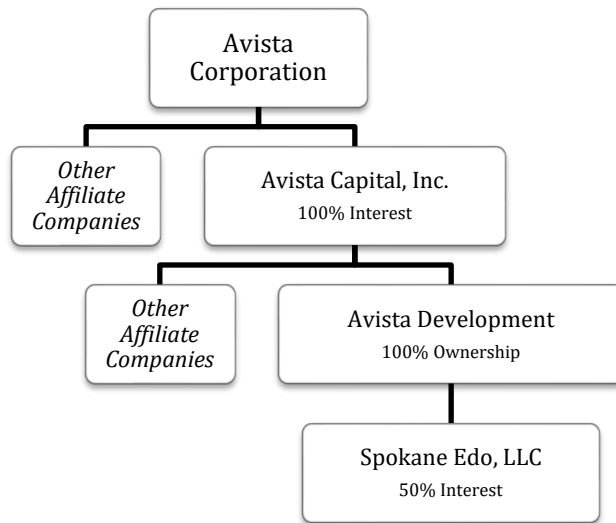 Avista
Corporation
Other
Affiliate
Companies
Avista Capital, Inc.
100% Interest
Other
Affiliate
Companies
Avista Development
100% Ownership
Spokane Edo, LLC
50% Interest